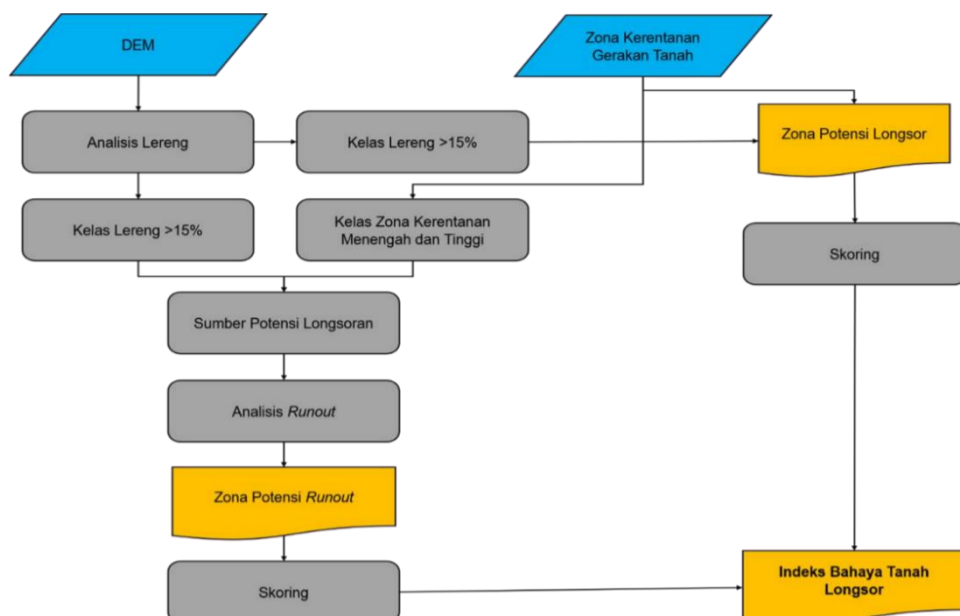 DEM
Zona Kerentanan
Gerakan Tanah
Analisis Lereng
Kelas Lereng >15%
Zona Potensi Longsor
Kelas Lereng >15%
Kelas Zona Kerentanan
Menengah dan Tinggi
Skoring
Sumber Potensi Longsoran
Analisis Runout
Zona Potensi Runout
Skoring
Indeks Bahaya Tanah
Longsor